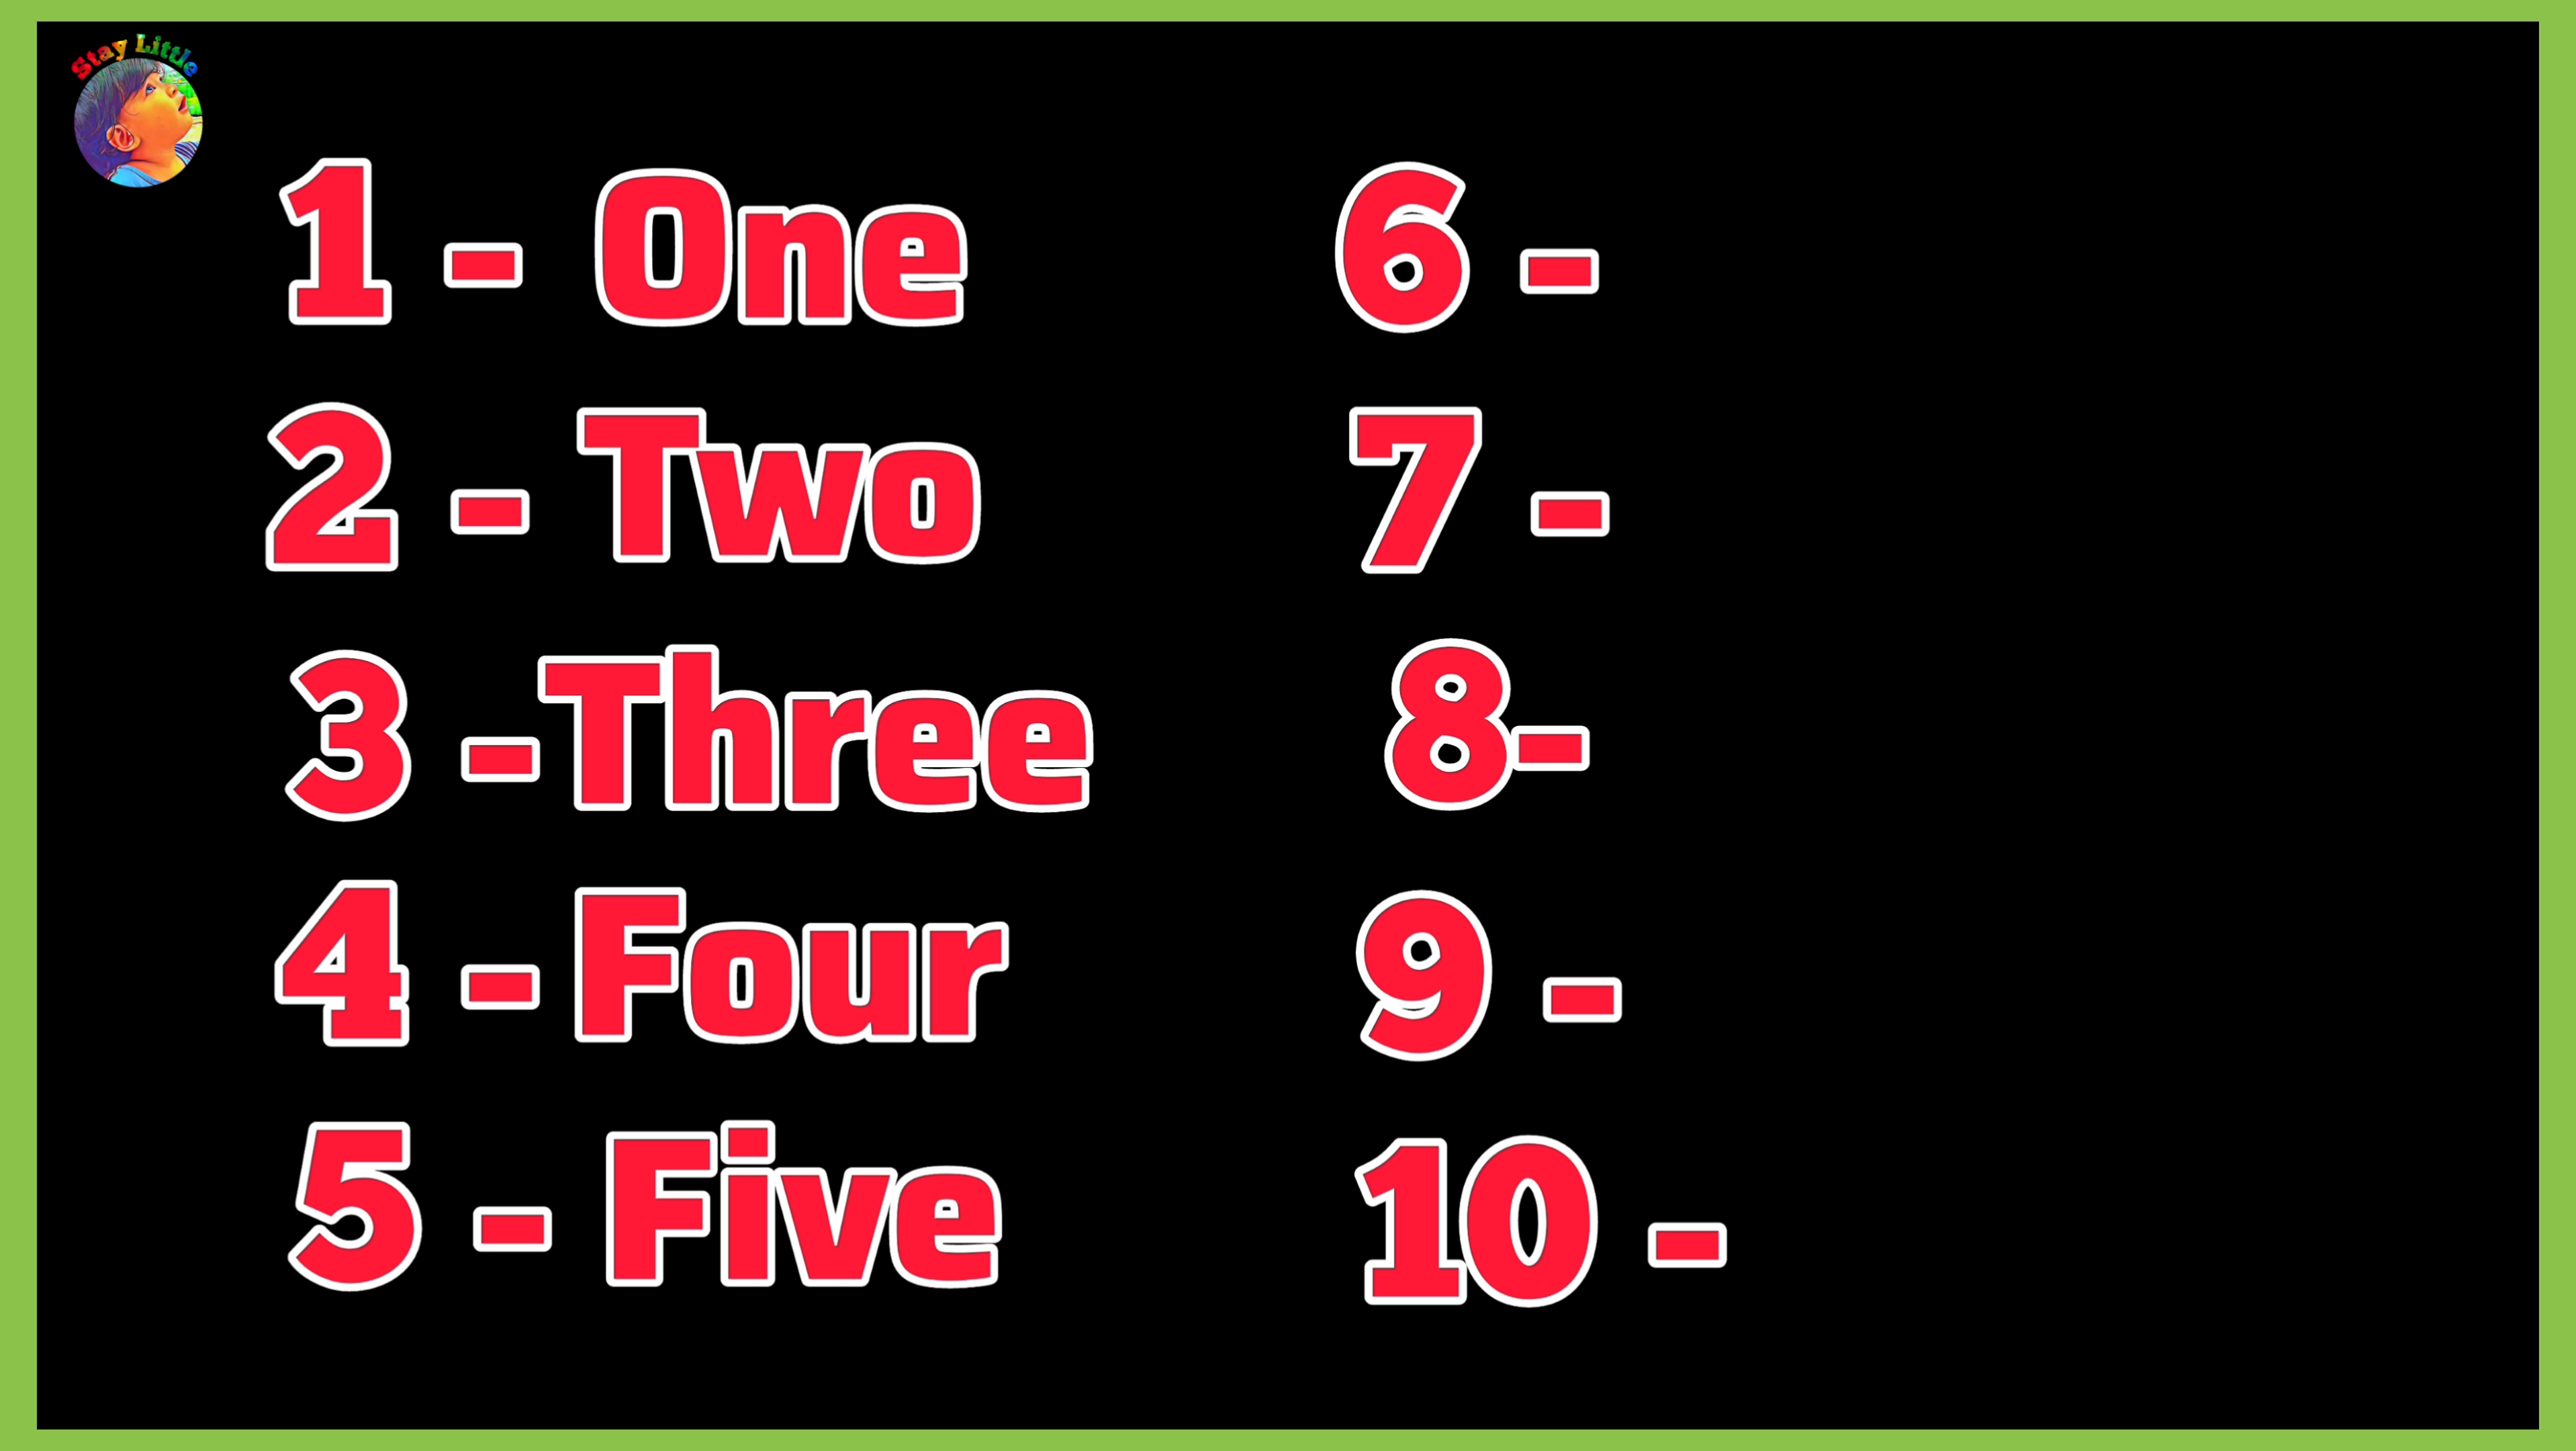 Stay Little
1 - One
2 - Two
3 -Three
4 - Four
5 - Five
6 -
7 -
8-
9 -
10 -